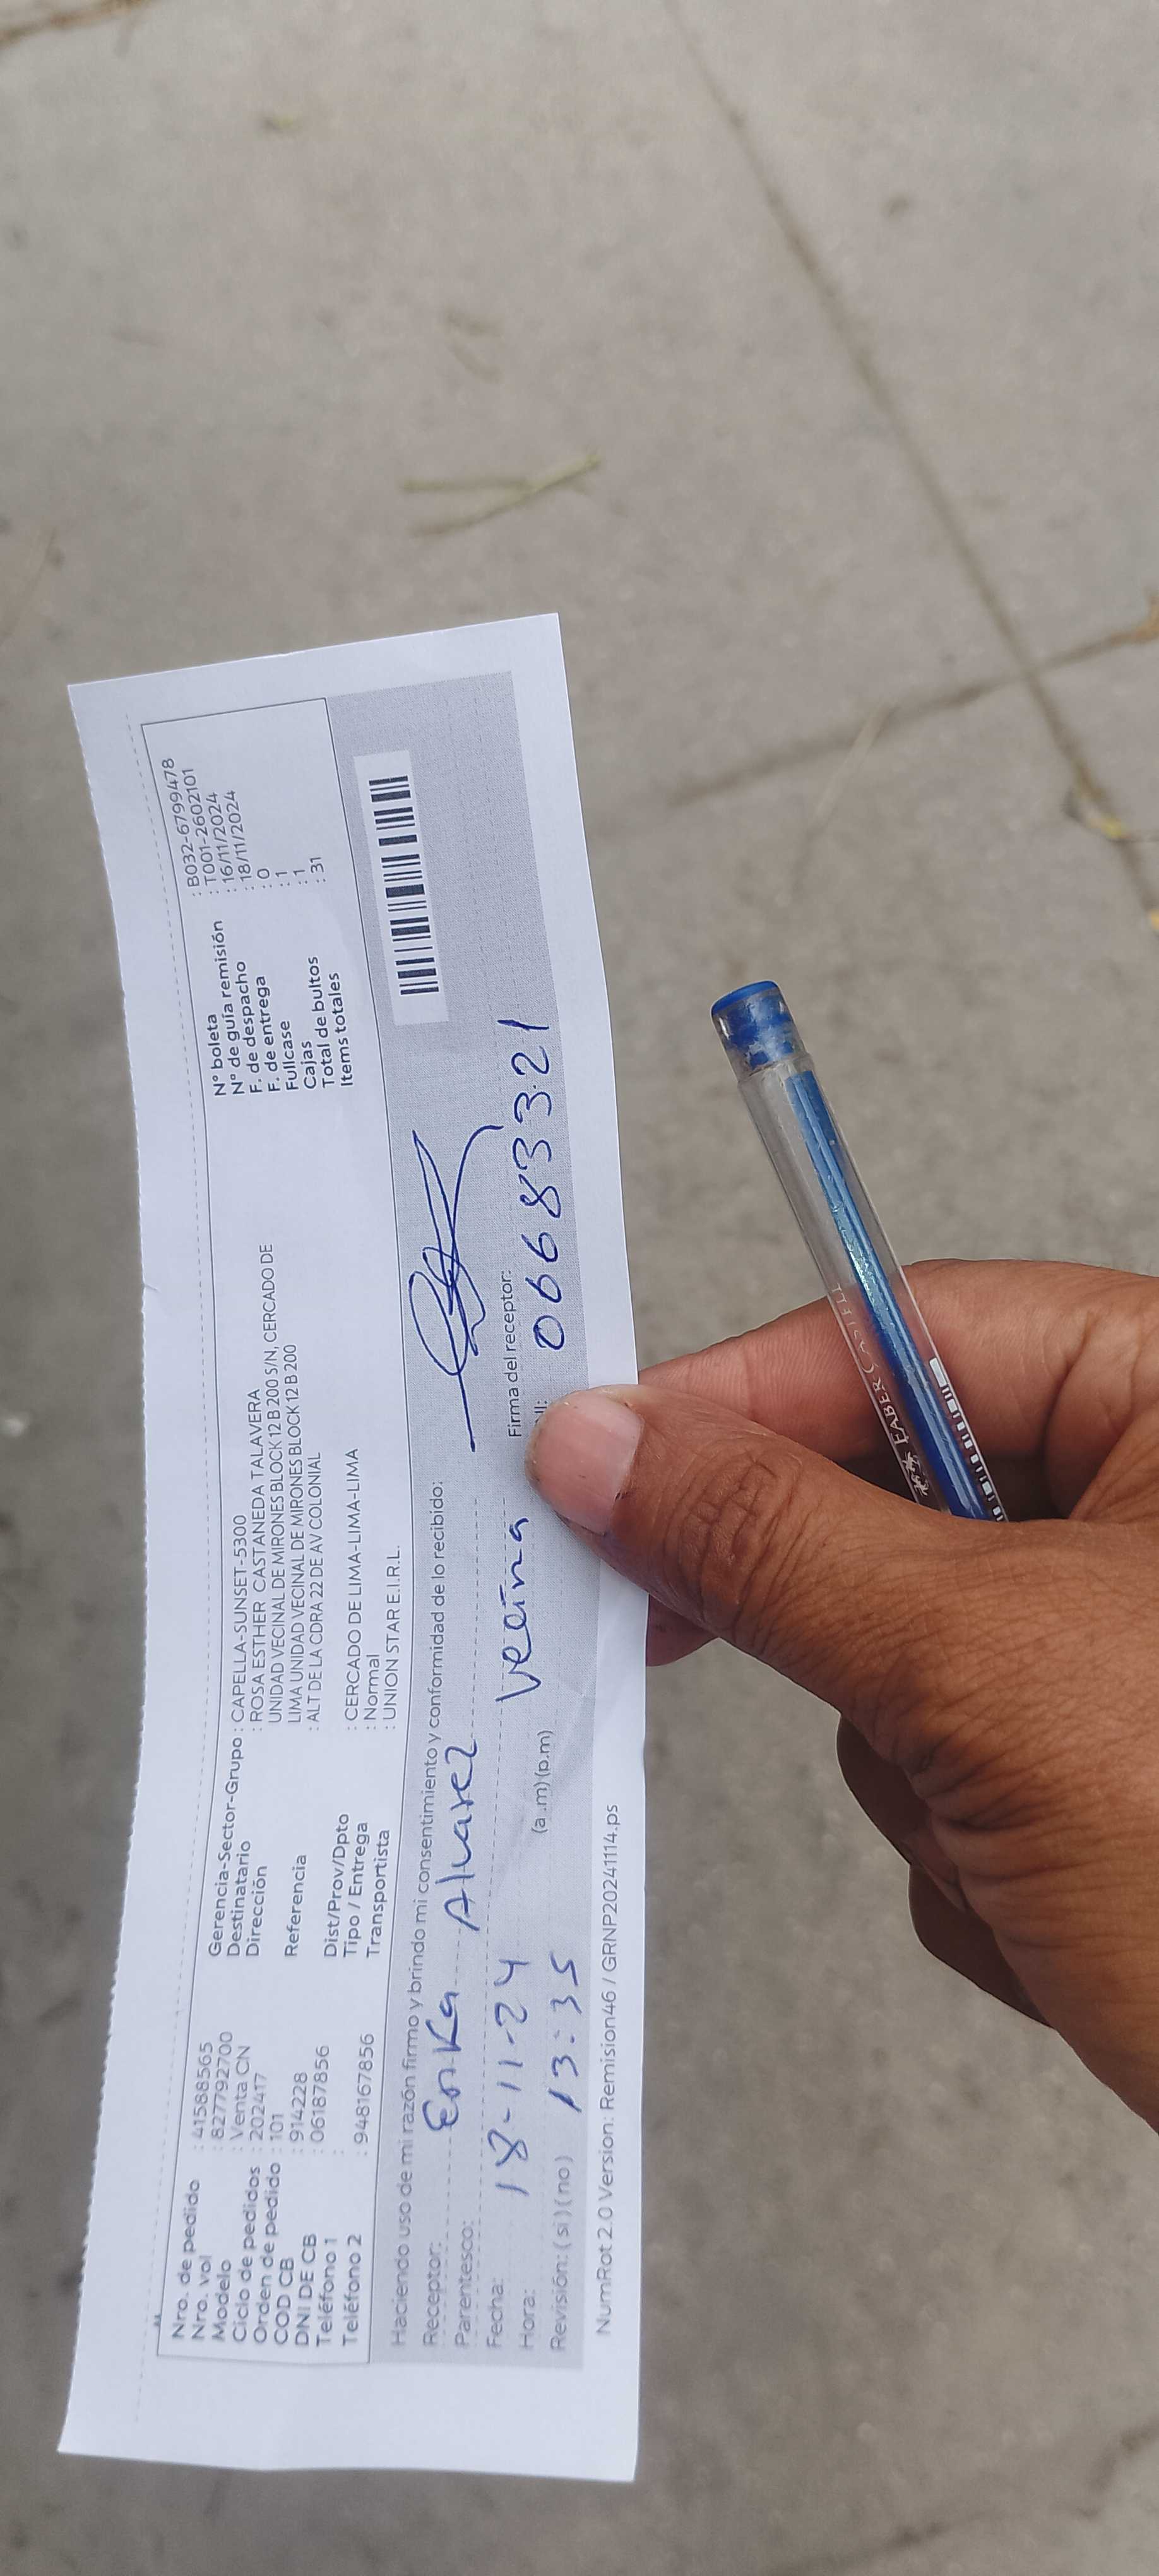 Nro. de pedido : 41588565
Nro. vol : 827792700
Modelo : Venta CN
Ciclo de pedidos : 202417
Orden de pedido : 101
COD CB : 914228
DNI DE CB : 06187856
Teléfono 1 :
Teléfono 2 : 948167856
Gerencia-Sector-Grupo : CAPELLA-SUNSET-5300
Destinatario : ROSA ESTHER CASTANEDA TALAVERA
Dirección UNIDAD VECINAL DE MIRONES BLOCK 12 B 200 S/N, CERCADO DE
LIMA UNIDAD VECINAL DE MIRONES BLOCK 12 B 200
Referencia : ALT DE LA CDRA 22 DE AV COLONIAL
Dist/Prov/Dpto : CERCADO DE LIMA-LIMA-LIMA
Tipo / Entrega : Normal
Transportista : UNION STAR E.I.R.L.
N° boleta : B032-6799478
N° de guía remisión : T001-2602101
F. de despacho : 16/11/2024
F. de entrega : 18/11/2024
Fullcase : 0
Cajas : 1
Total de bultos : 1
Items totales : 31
Haciendo uso de mi razón firmo y brindo mi consentimiento y conformidad de lo recibido:
Receptor: Erika Alvarez
Parentesco: Vecina
Firma del receptor:
Fecha: 18-11-24
06683321
Hora: 13:35 (a.m) (p.m)
Revisión: (si) (no)
NumRot 2.0 Version: Remision46 / GRNP20241114.ps
FABER CASTELL